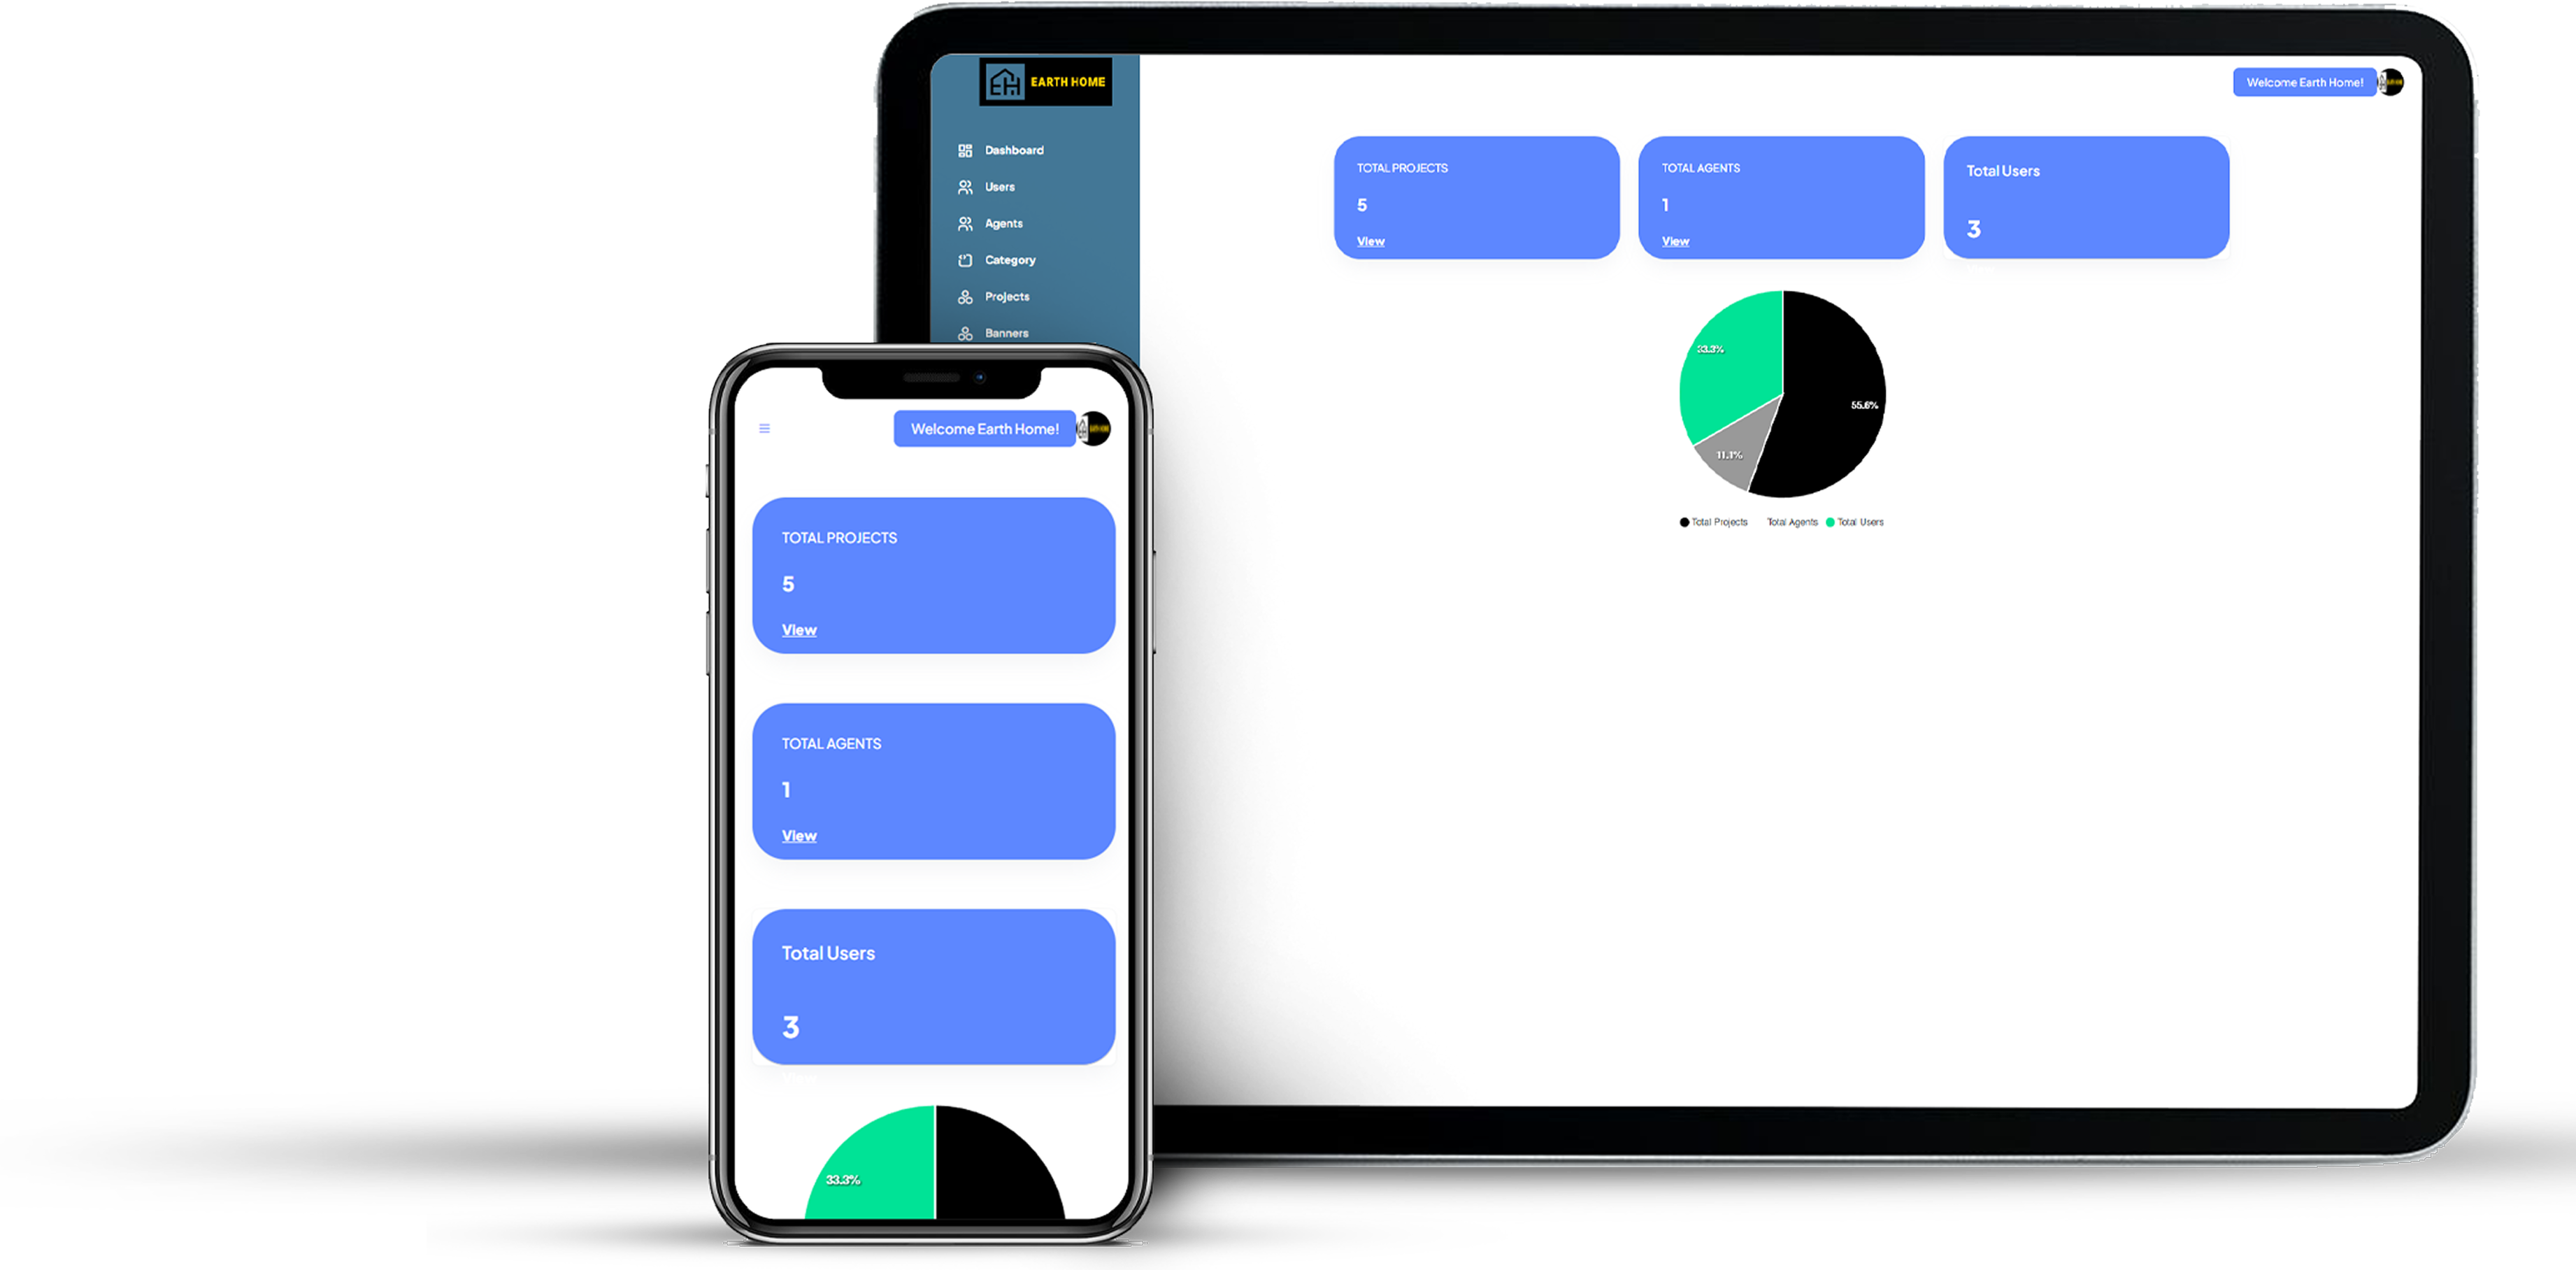 EARTH HOME
Welcome Earth Home!
Dashboard
Users
Agents
Category
Projects
Banners
TOTAL PROJECTS
5
View
TOTAL AGENTS
1
View
Total Users
3
33.3%
55.6%
11.1%
Total Projects Total Agents Total Users
Welcome Earth Home!
TOTAL PROJECTS
5
View
TOTAL AGENTS
1
View
Total Users
3
33.3%